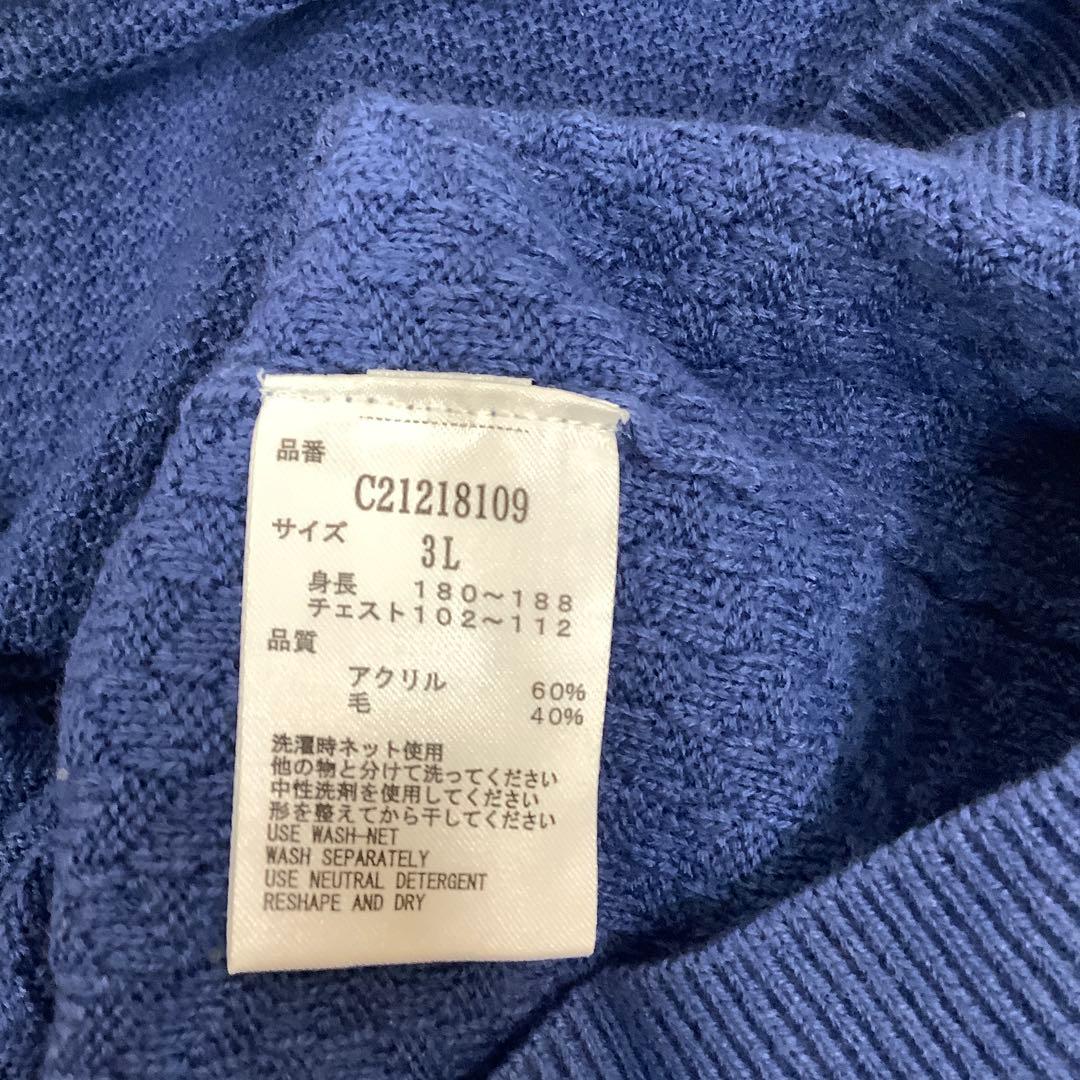 品番
C21218109
サイズ
3L
身長 180～188
チェスト102～112
品質
アクリル 60%
毛 40%
洗濯時ネット使用
他の物と分けて洗ってください
中性洗剤を使用してください
形を整えてから干してください
USE WASH-NET
WASH SEPARATELY
USE NEUTRAL DETERGENT
RESHAPE AND DRY